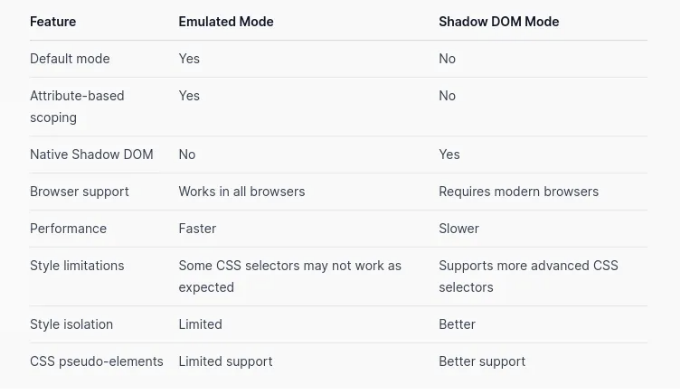 Feature Emulated Mode Shadow DOM Mode
Default mode Yes No
Attribute-based Yes No
scoping
Native Shadow DOM No Yes
Browser support Works in all browsers Requires modern browsers
Performance Faster Slower
Style limitations Some CSS selectors may not work as Supports more advanced CSS
expected selectors
Style isolation Limited Better
CSS pseudo-elements Limited support Better support